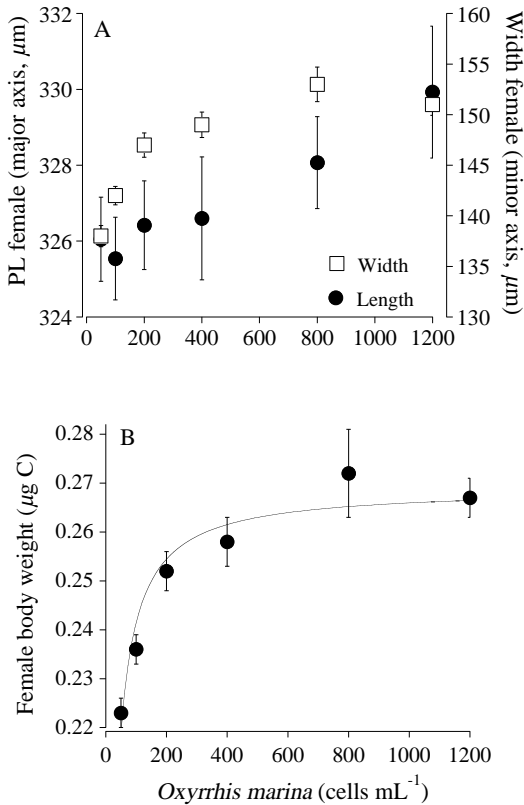 A
PL female (major axis, μm)
332
330
328
326
324
Width female (minor axis, μm)
160
155
150
145
140
135
130
Width
Length
0 200 400 600 800 1000 1200
B
Female body weight (μg C)
0.28
0.27
0.26
0.25
0.24
0.23
0.22
0 200 400 600 800 1000 1200
Oxyrrhis marina (cells mL⁻¹)